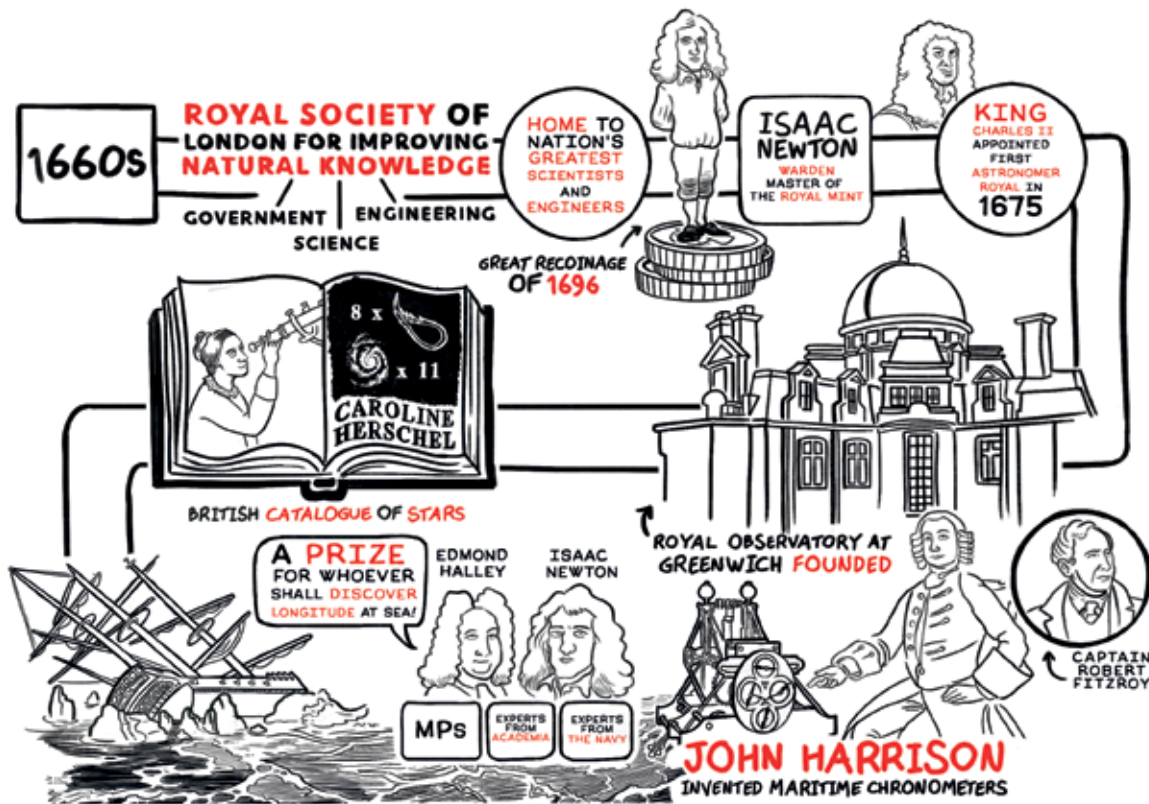 1660s
ROYAL SOCIETY OF
LONDON FOR IMPROVING
NATURAL KNOWLEDGE
GOVERNMENT
SCIENCE
ENGINEERING
HOME TO
NATION'S
GREATEST
SCIENTISTS
AND
ENGINEERS
GREAT RECOINAGE
OF 1696
ISAAC
NEWTON
WARDEN
MASTER OF
THE ROYAL MINT
KING
CHARLES II
APPOINTED
FIRST
ASTRONOMER
ROYAL IN
1675
8 x
x 11
CAROLINE
HERSCHEL
BRITISH CATALOGUE OF STARS
ROYAL OBSERVATORY AT
GREENWICH FOUNDED
A PRIZE
FOR WHOEVER
SHALL DISCOVER
LONGITUDE AT SEA!
EDMOND
HALLEY
ISAAC
NEWTON
MPs
EXPERTS
FROM
ACADEMIA
EXPERTS
FROM
THE NAVY
JOHN HARRISON
INVENTED MARITIME CHRONOMETERS
CAPTAIN
ROBERT
FITZROY